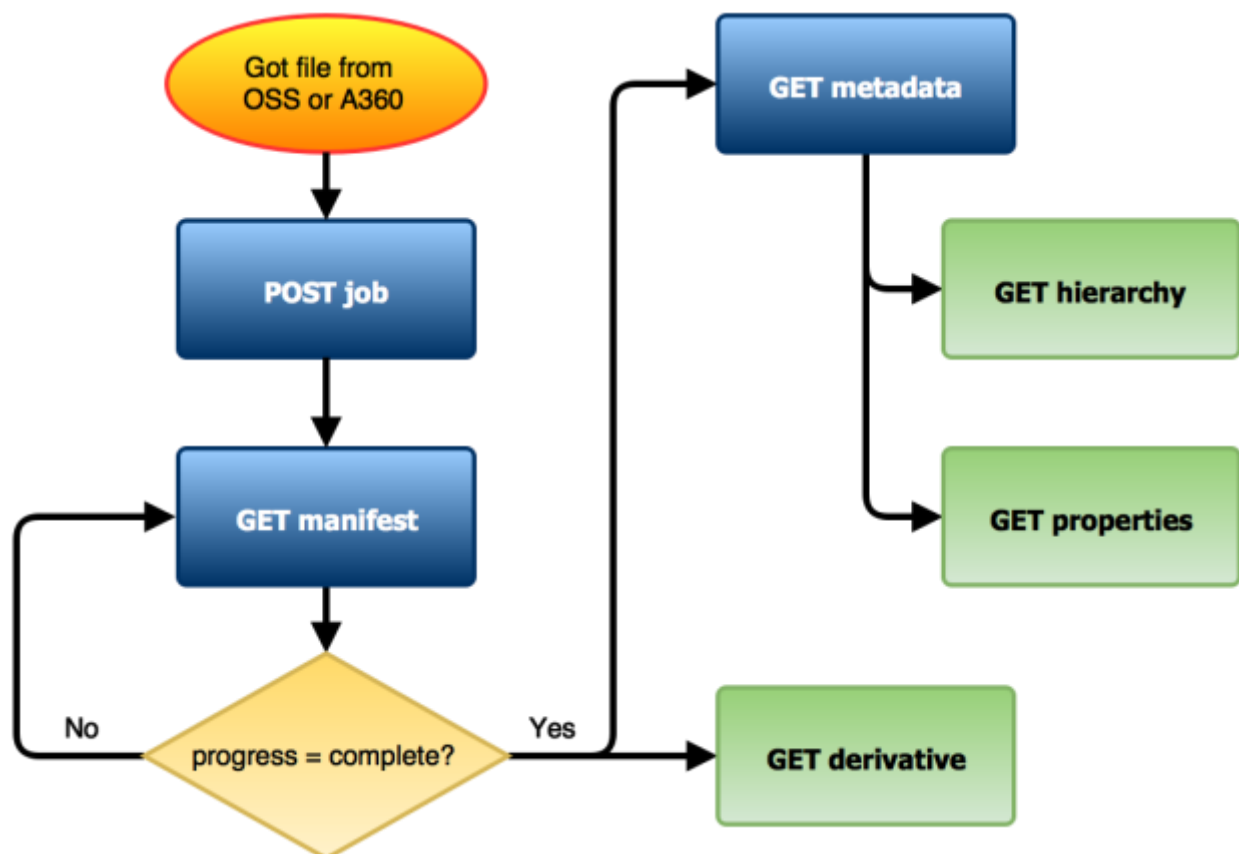 Got file from
OSS or A360
POST job
GET manifest
No
progress = complete?
Yes
GET metadata
GET hierarchy
GET properties
GET derivative